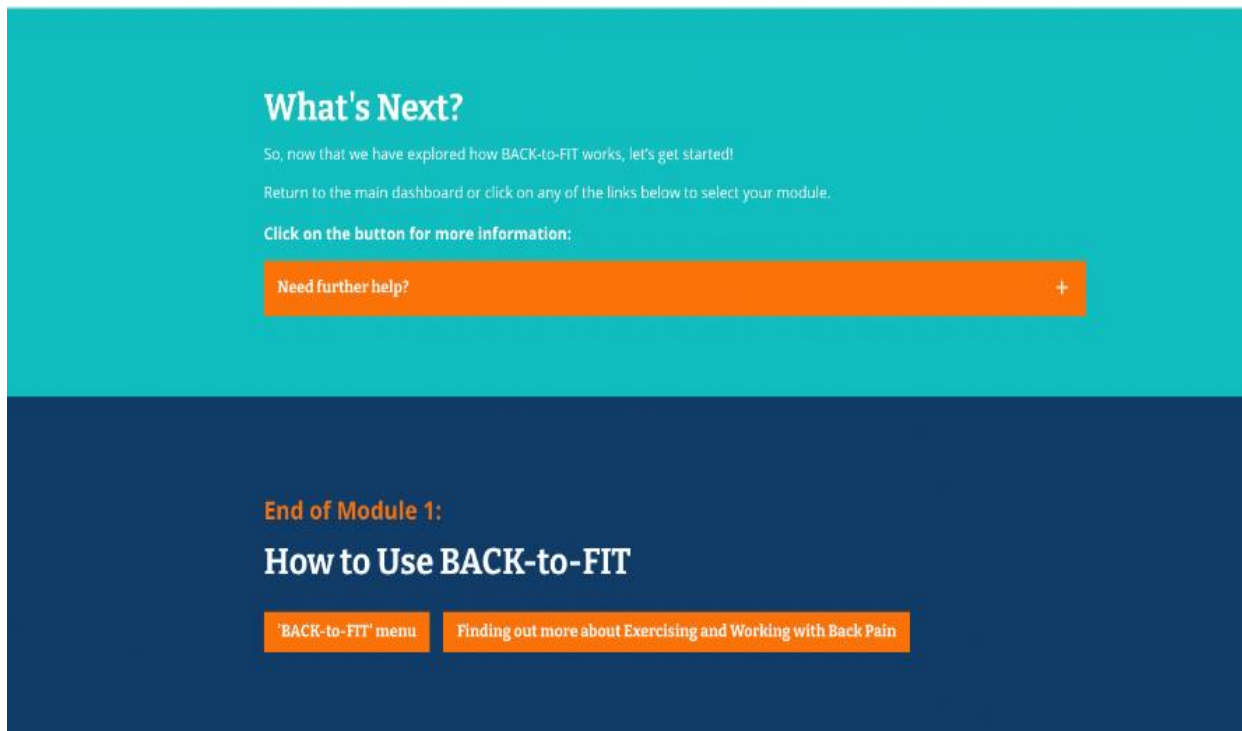 What's Next?
So, now that we have explored how BACK-to-FIT works, let's get started!
Return to the main dashboard or click on any of the links below to select your module.
Click on the button for more information:
Need further help? +
End of Module 1:
How to Use BACK-to-FIT
'BACK-to-FIT' menu Finding out more about Exercising and Working with Back Pain